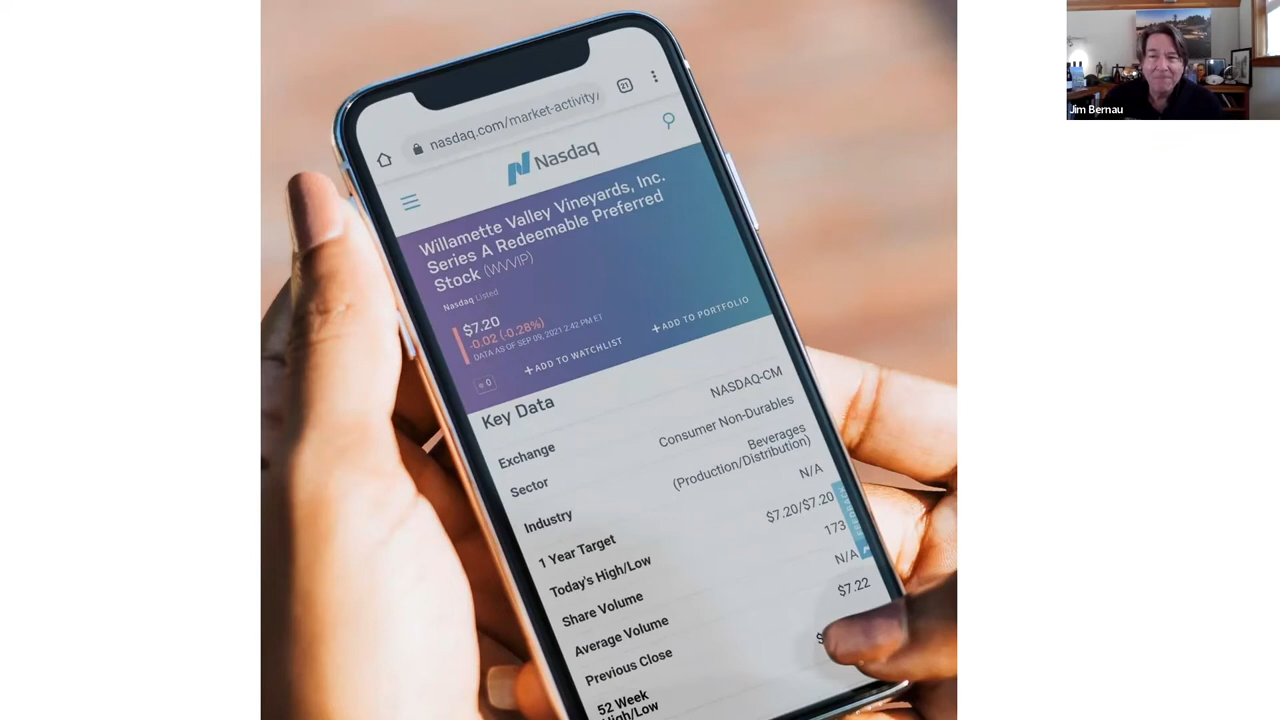 nasdaq.com/market-activity/
21
Nasdaq
Willamette Valley Vineyards, Inc.
Series A Redeemable Preferred
Stock (WVVIP)
Nasdaq Listed
$7.20
-0.02 (-0.28%)
DATA AS OF SEP 09, 2021 2:42 PM ET
+ADD TO WATCHLIST
+ADD TO PORTFOLIO
0
Key Data
Exchange
NASDAQ-CM
Sector
Consumer Non-Durables
Industry
Beverages
(Production/Distribution)
1 Year Target
N/A
Today's High/Low
$7.20/$7.20
Share Volume
173
Average Volume
N/A
Previous Close
$7.22
52 Week
High/Low
$
FEEDBACK
Jim Bernau